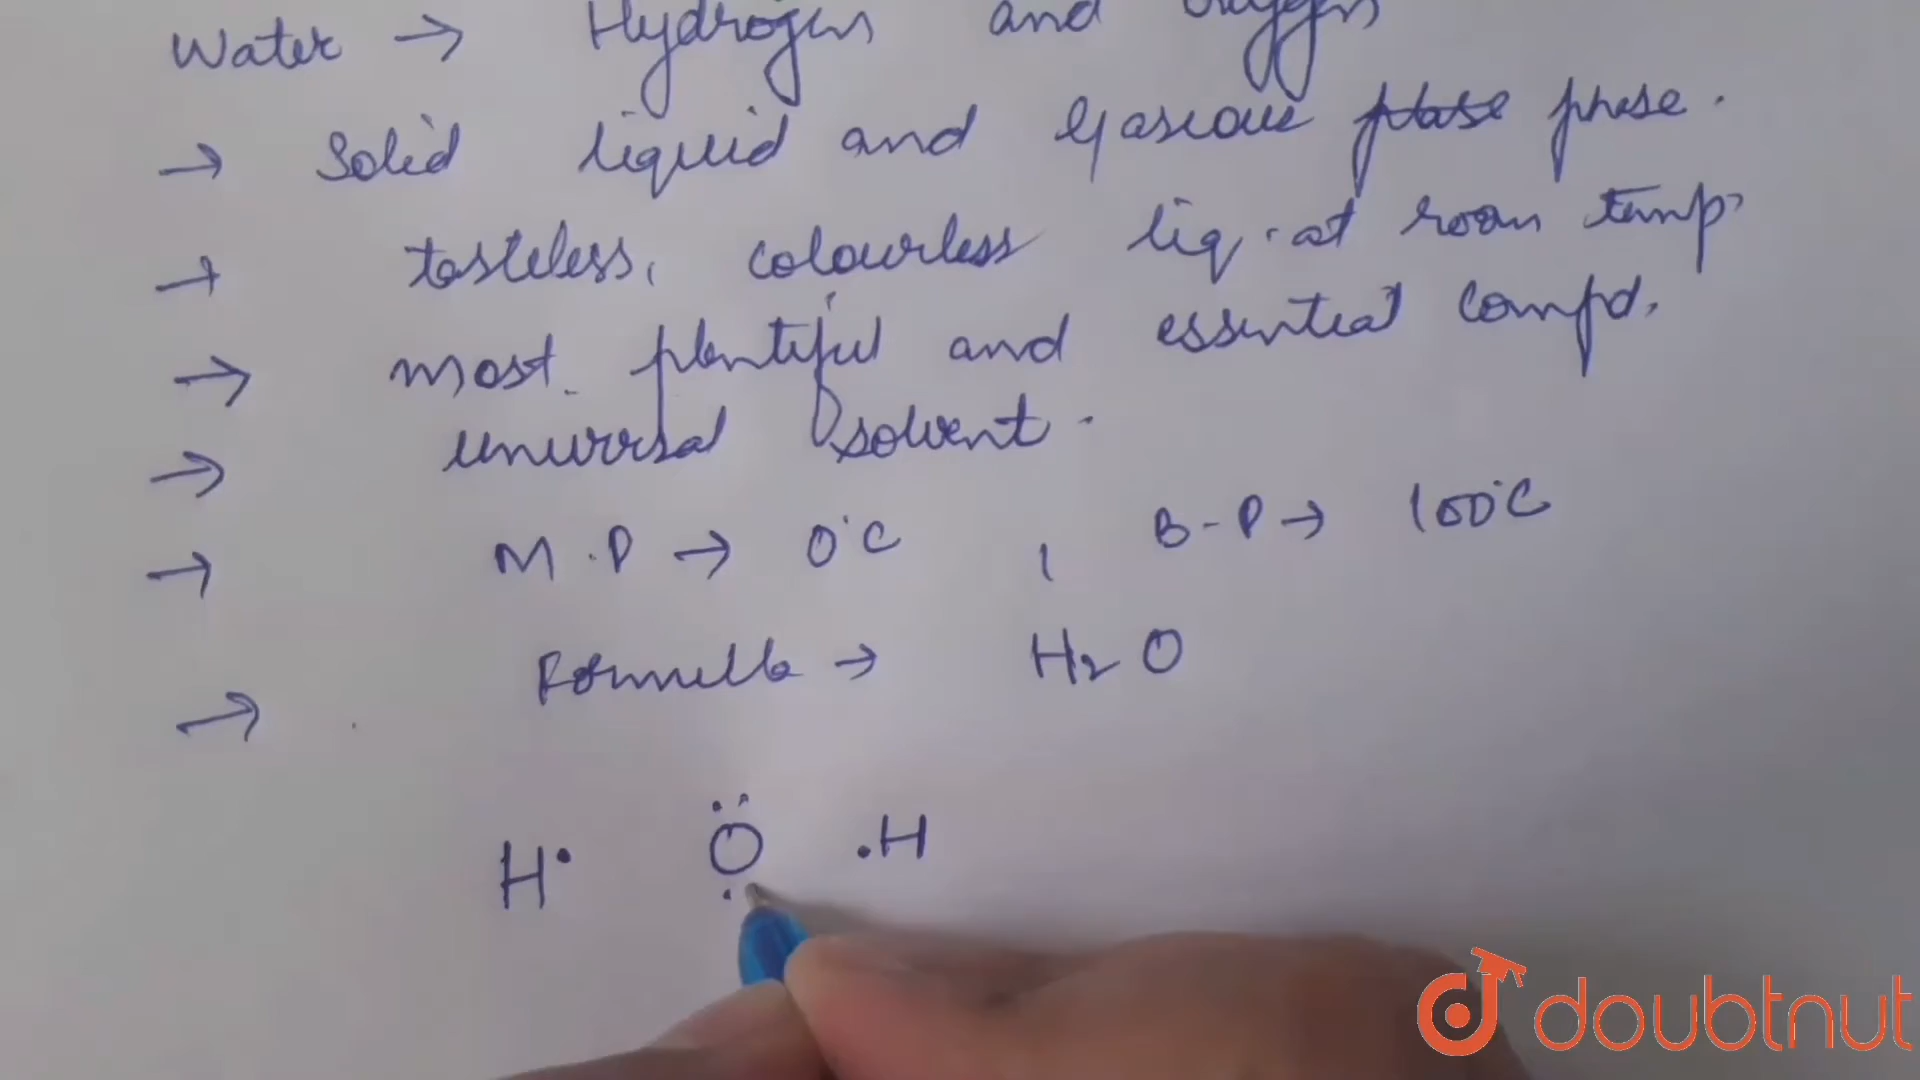 Water → Hydrogen and Oxygen
→ Solid liquid and Gaseous phase phase.
→ tasteless, colourless liq. at room temp.
→ most plentiful and essential compd.
→ universal solvent.
→ M.P → 0°C , B-P → 100°C
→ Formula → H2O
H· O ·H
doubtnut